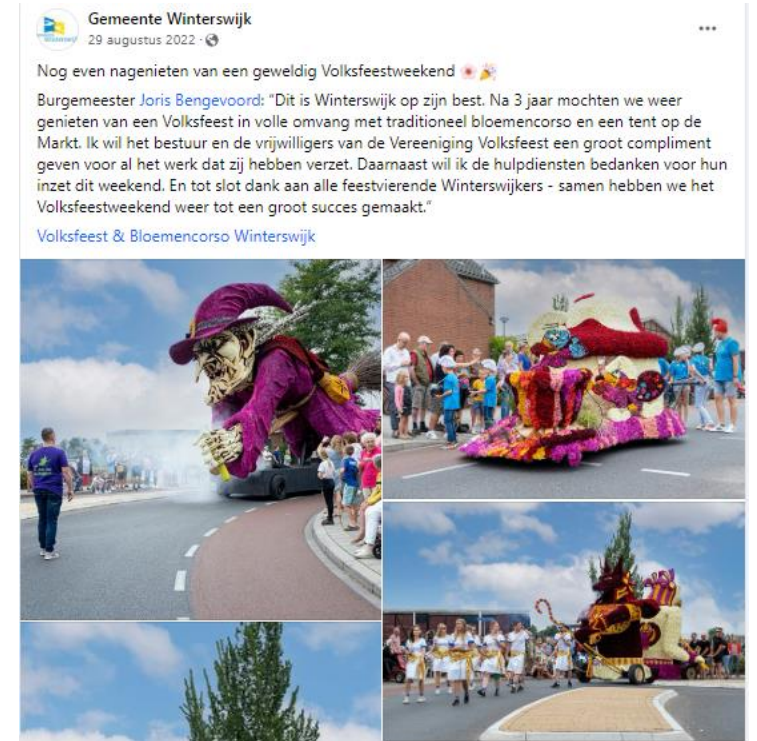 Gemeente Winterswijk
29 augustus 2022 ·
Nog even nagenieten van een geweldig Volksfeestweekend
Burgemeester Joris Bengevoord: “Dit is Winterswijk op zijn best. Na 3 jaar mochten we weer
genieten van een Volksfeest in volle omvang met traditioneel bloemencorso en een tent op de
Markt. Ik wil het bestuur en de vrijwilligers van de Vereeniging Volksfeest een groot compliment
geven voor al het werk dat zij hebben verzet. Daarnaast wil ik de hulpdiensten bedanken voor hun
inzet dit weekend. En tot slot dank aan alle feestvierende Winterswijkers - samen hebben we het
Volksfeestweekend weer tot een groot succes gemaakt.”
Volksfeest & Bloemencorso Winterswijk